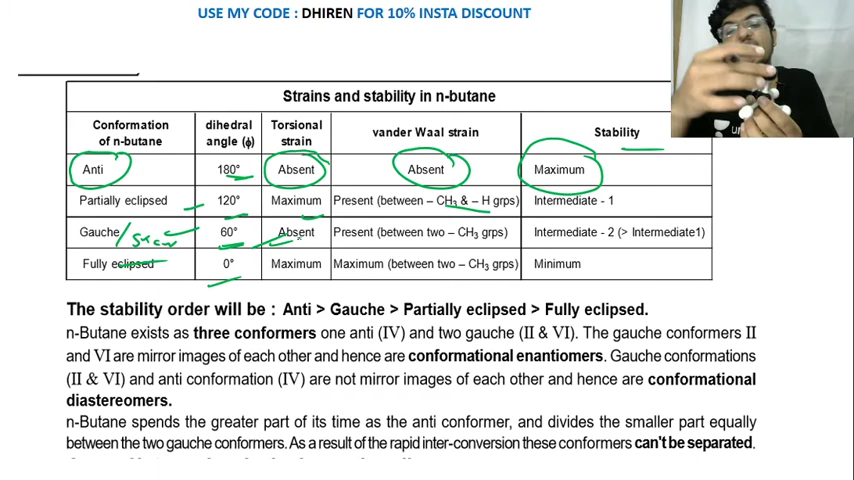 USE MY CODE : DHIREN FOR 10% INSTA DISCOUNT
Strains and stability in n-butane
Conformation of n-butane | dihedral angle (ϕ) | Torsional strain | vander Waal strain | Stability
Anti | 180° | Absent | Absent | Maximum
Partially eclipsed | 120° | Maximum | Present (between – CH₃ & – H grps) | Intermediate - 1
Gauche / | 60° | Absent | Present (between two – CH₃ grps) | Intermediate - 2 (> Intermediate1)
Fully eclipsed | 0° | Maximum | Maximum (between two – CH₃ grps) | Minimum
The stability order will be : Anti > Gauche > Partially eclipsed > Fully eclipsed.
n-Butane exists as three conformers one anti (IV) and two gauche (II & VI). The gauche conformers II
and VI are mirror images of each other and hence are conformational enantiomers. Gauche conformations
(II & VI) and anti conformation (IV) are not mirror images of each other and hence are conformational
diastereomers.
n-Butane spends the greater part of its time as the anti conformer, and divides the smaller part equally
between the two gauche conformers. As a result of the rapid inter-conversion these conformers can't be separated.